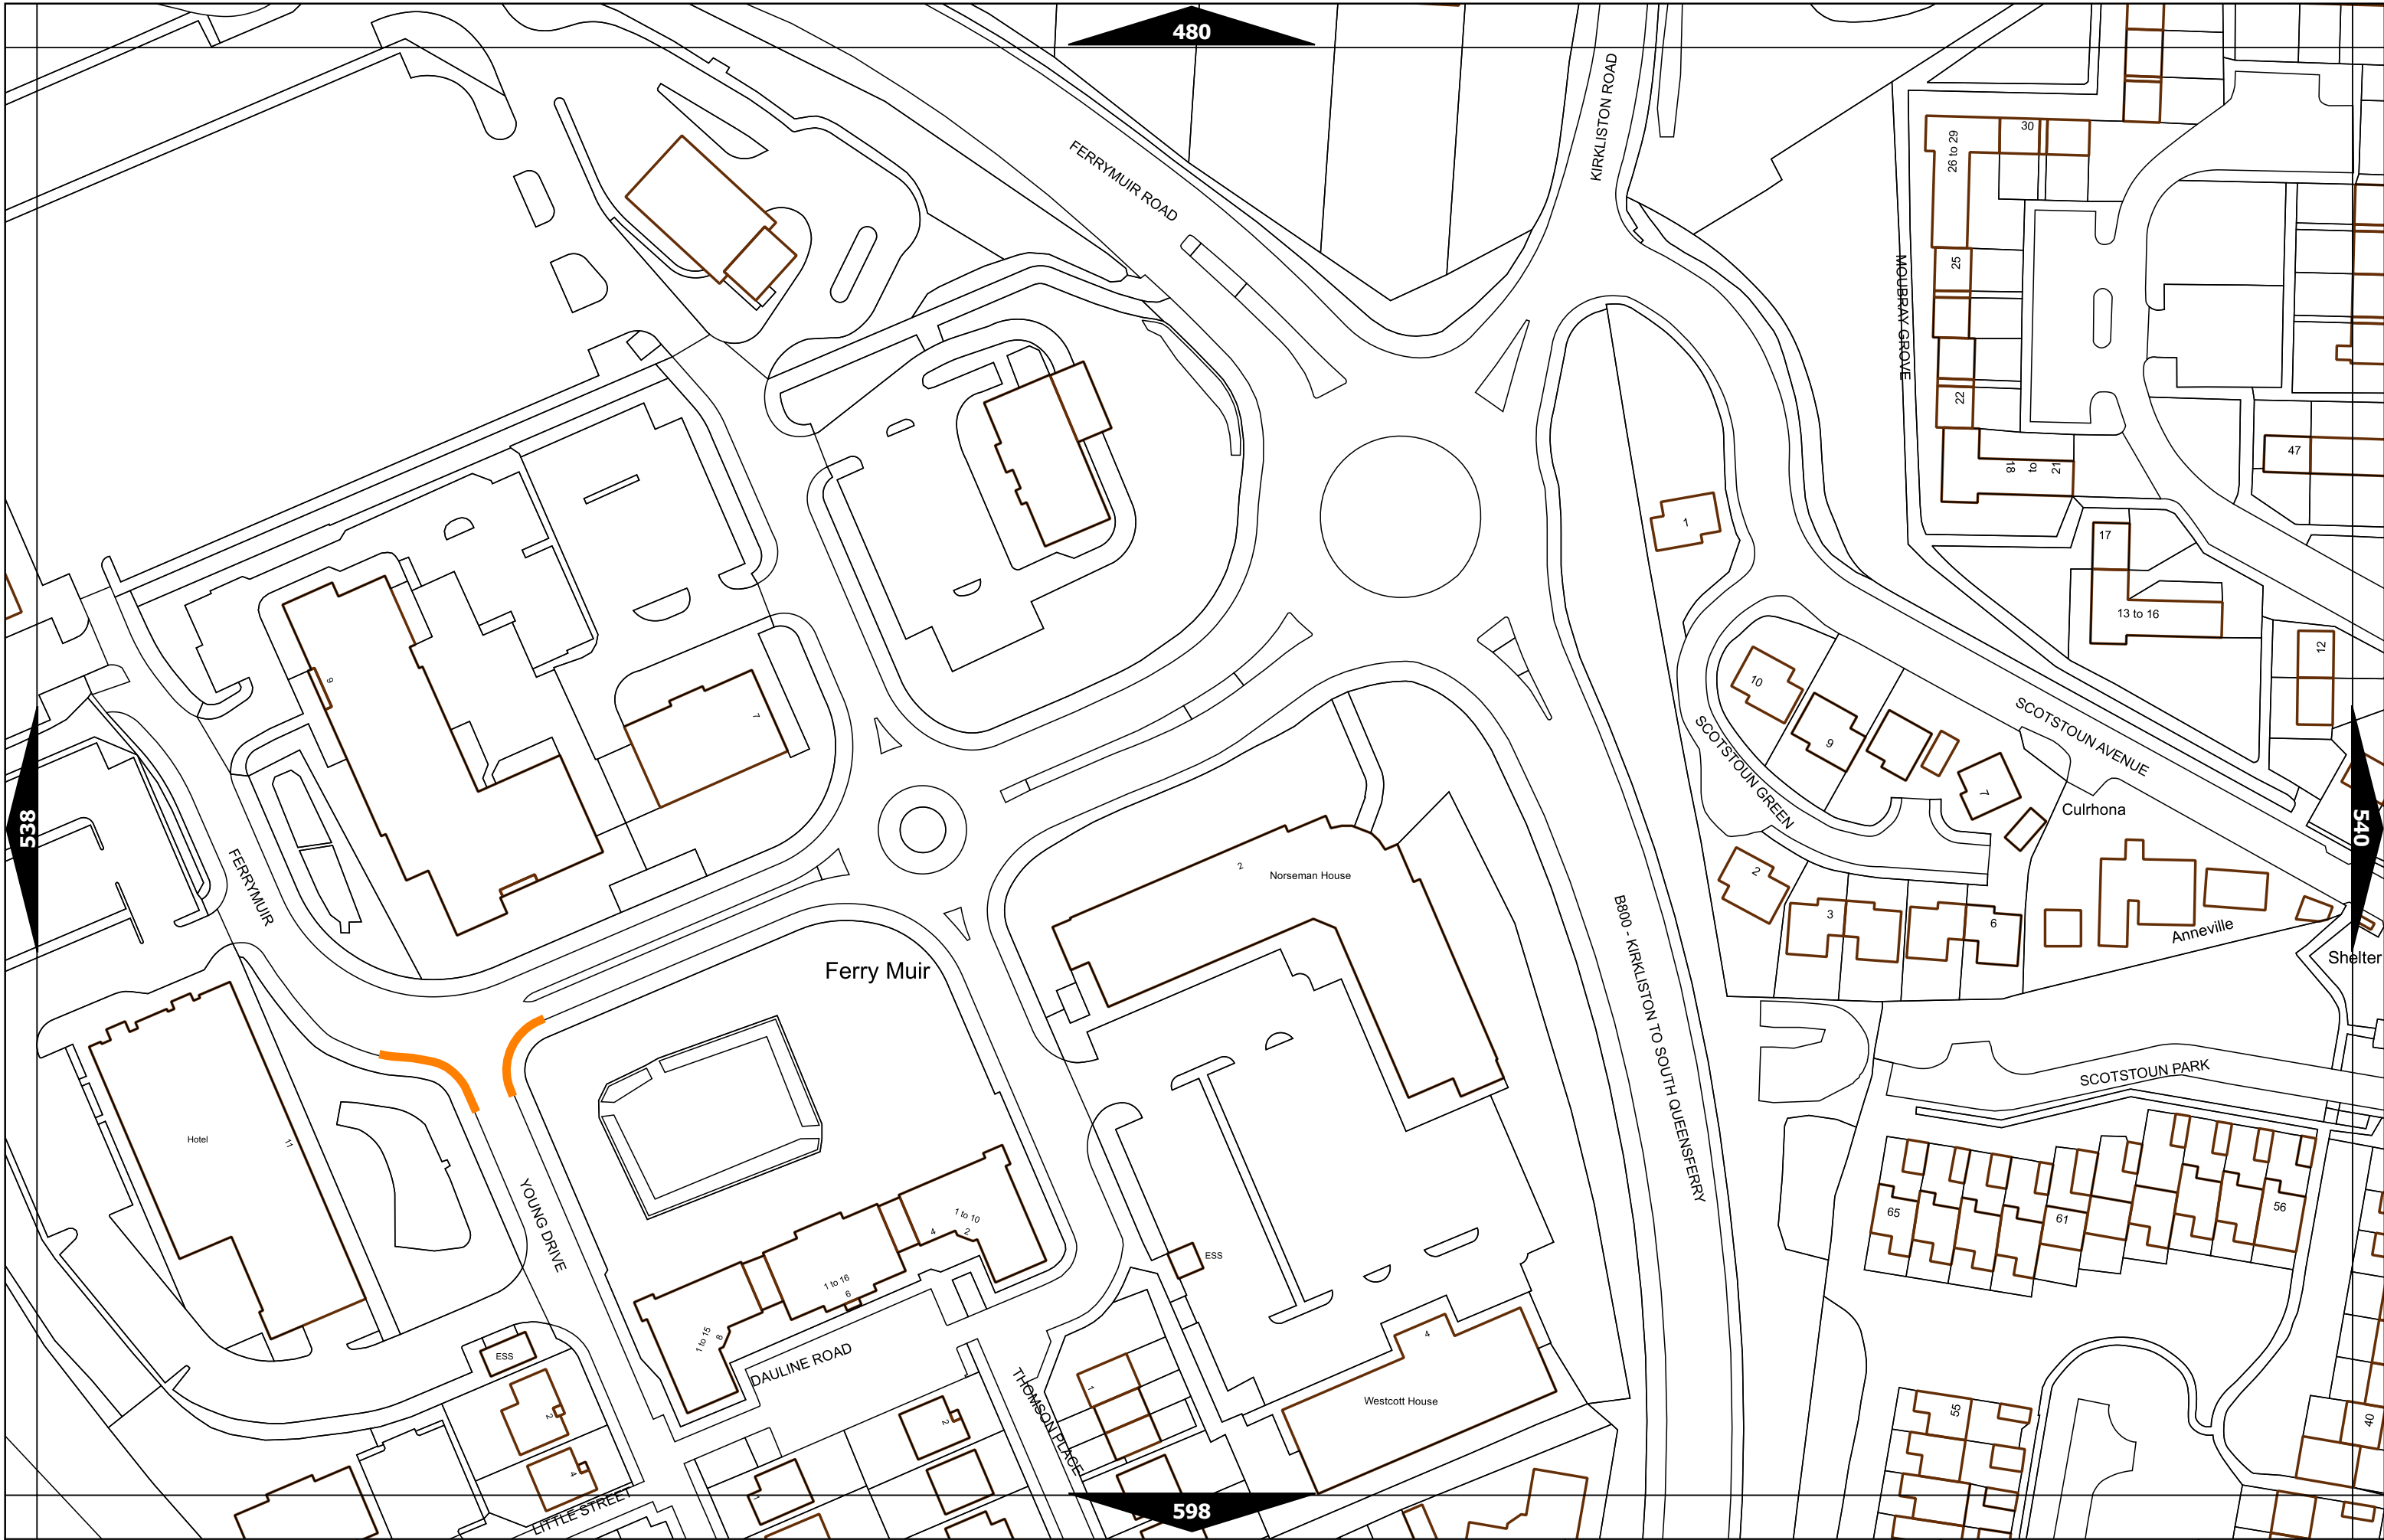 480
KIRKLISTON ROAD
FERRYMUIR ROAD
26 to 29
30
MOUBRAY GROVE
25
22
47
18 to 21
1
17
13 to 16
12
9
7
10
9
SCOTSTOUN AVENUE
SCOTSTOUN GREEN
7
Culrhona
538
540
FERRYMUIR
2
Norseman House
2
3
6
Anneville
Shelter
B800 - KIRKLISTON TO SOUTH QUEENSFERRY
Ferry Muir
SCOTSTOUN PARK
Hotel
11
YOUNG DRIVE
1 to 10
4
2
65
61
56
ESS
1 to 16
6
1 to 15
8
DAULINE ROAD
4
Westcott House
ESS
THOMSON PLACE
1
2
2
4
55
40
1
LITTLE STREET
598